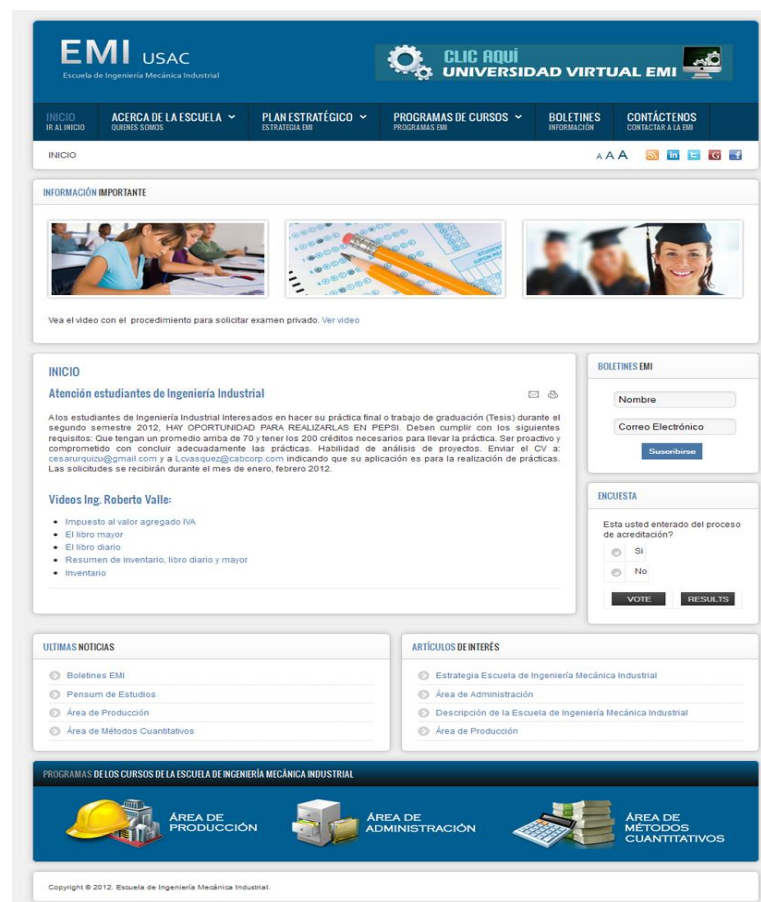 EMI USAC
Escuela de Ingeniería Mecánica Industrial
CLIC AQUÍ
UNIVERSIDAD VIRTUAL EMI
INICIO
IR AL INICIO
ACERCA DE LA ESCUELA
QUIENES SOMOS
PLAN ESTRATÉGICO
ESTRATEGIA EMI
PROGRAMAS DE CURSOS
PROGRAMAS EMI
BOLETINES
INFORMACIÓN
CONTÁCTENOS
CONTACTAR A LA EMI
INICIO
A A A
INFORMACIÓN IMPORTANTE
Vea el video con el procedimiento para solicitar examen privado. Ver video
INICIO
Atención estudiantes de Ingeniería Industrial
A los estudiantes de Ingeniería Industrial Interesados en hacer su práctica final o trabajo de graduación (Tesis) durante el
segundo semestre 2012, HAY OPORTUNIDAD PARA REALIZARLAS EN PEPSI. Deben cumplir con los siguientes
requisitos: Que tengan un promedio arriba de 70 y tener los 200 créditos necesarios para llevar la práctica. Ser proactivo y
comprometido con concluir adecuadamente las prácticas. Habilidad de análisis de proyectos. Enviar el CV a:
cesarurquizu@gmail.com y a Lcvasquez@cabcorp.com indicando que su aplicación es para la realización de prácticas.
Las solicitudes se recibirán durante el mes de enero, febrero 2012.
Videos Ing. Roberto Valle:
Impuesto al valor agregado IVA
El libro mayor
El libro diario
Resumen de inventario, libro diario y mayor
Inventario
BOLETINES EMI
Nombre
Correo Electrónico
Suscribirse
ENCUESTA
Esta usted enterado del proceso
de acreditación?
Si
No
VOTE RESULTS
ULTIMAS NOTICIAS
Boletines EMI
Pensum de Estudios
Área de Producción
Área de Métodos Cuantitativos
ARTÍCULOS DE INTERÉS
Estrategia Escuela de Ingeniería Mecánica Industrial
Área de Administración
Descripción de la Escuela de Ingeniería Mecánica Industrial
Área de Producción
PROGRAMAS DE LOS CURSOS DE LA ESCUELA DE INGENIERÍA MECÁNICA INDUSTRIAL
ÁREA DE
PRODUCCIÓN
ÁREA DE
ADMINISTRACIÓN
ÁREA DE
MÉTODOS
CUANTITATIVOS
Copyright © 2012. Escuela de Ingeniería Mecánica Industrial.